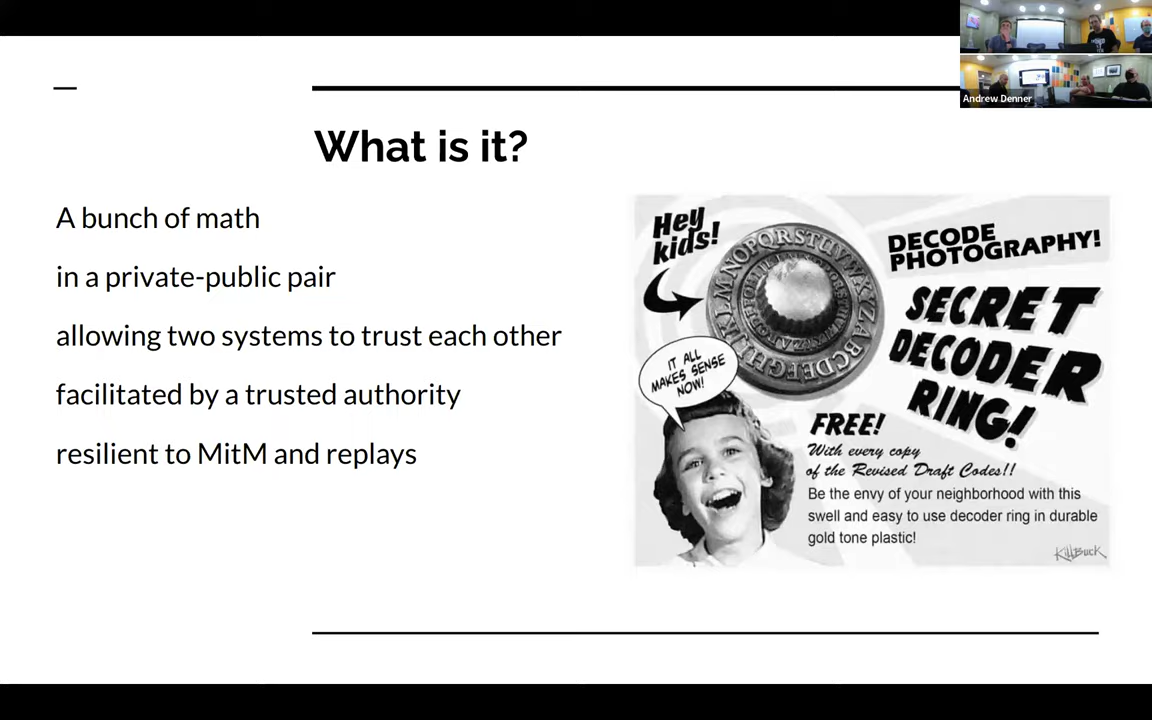 Andrew Denner
What is it?
A bunch of math
in a private-public pair
allowing two systems to trust each other
facilitated by a trusted authority
resilient to MitM and replays
Hey
kids!
DECODE
PHOTOGRAPHY!
SECRET
DECODER
RING!
IT ALL
MAKES SENSE
NOW!
FREE!
With every copy
of the Revised Draft Codes!!
Be the envy of your neighborhood with this
swell and easy to use decoder ring in durable
gold tone plastic!
KillBuck